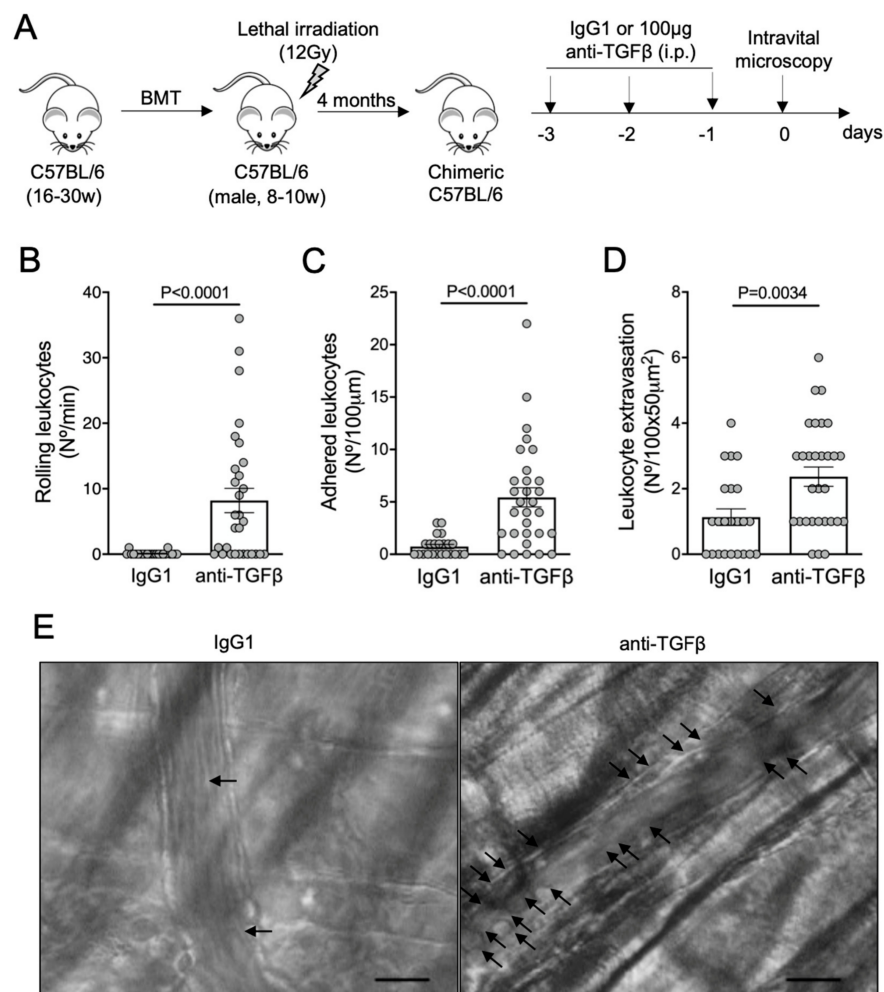 A
Lethal irradiation
(12Gy)
IgG1 or 100µg
anti-TGFβ (i.p.)
Intravital
microscopy
BMT
4 months
-3
-2
-1
0
days
C57BL/6
(16-30w)
C57BL/6
(male, 8-10w)
Chimeric
C57BL/6
B
P<0.0001
Rolling leukocytes
(Nº/min)
40
30
20
10
0
IgG1
anti-TGFβ
C
P<0.0001
Adhered leukocytes
(Nº/100µm)
25
20
15
10
5
0
IgG1
anti-TGFβ
D
P=0.0034
Leukocyte extravasation
(Nº/100x50µm²)
8
6
4
2
0
IgG1
anti-TGFβ
E
IgG1
anti-TGFβ